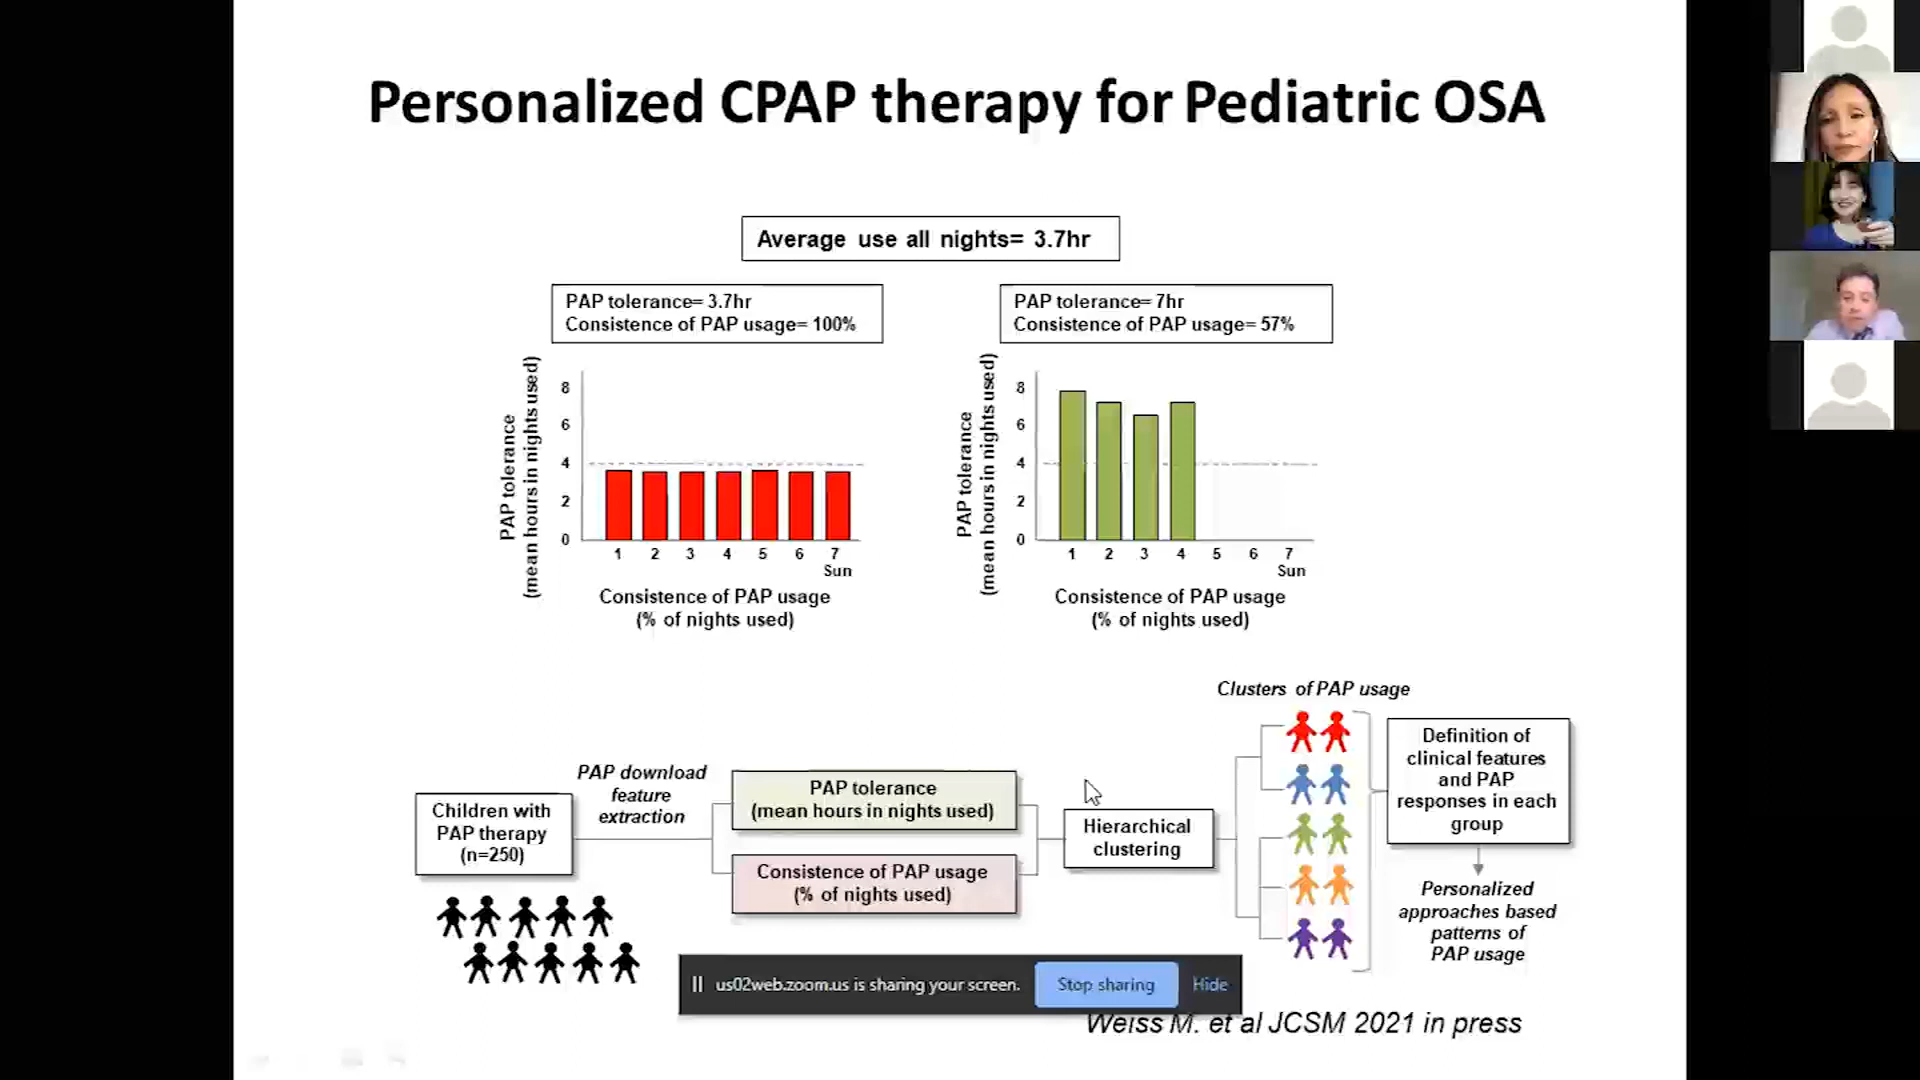 Personalized CPAP therapy for Pediatric OSA
Average use all nights= 3.7hr
PAP tolerance= 3.7hr
Consistence of PAP usage= 100%
PAP tolerance= 7hr
Consistence of PAP usage= 57%
PAP tolerance
(mean hours in nights used)
8
6
4
2
0
1 2 3 4 5 6 7
Sun
Consistence of PAP usage
(% of nights used)
PAP tolerance
(mean hours in nights used)
8
6
4
2
0
1 2 3 4 5 6 7
Sun
Consistence of PAP usage
(% of nights used)
Children with
PAP therapy
(n=250)
PAP download
feature
extraction
PAP tolerance
(mean hours in nights used)
Consistence of PAP usage
(% of nights used)
Hierarchical
clustering
Clusters of PAP usage
Definition of
clinical features
and PAP
responses in each
group
Personalized
approaches based
patterns of
PAP usage
us02web.zoom.us is sharing your screen. Stop sharing Hide
Weiss M. et al JCSM 2021 in press